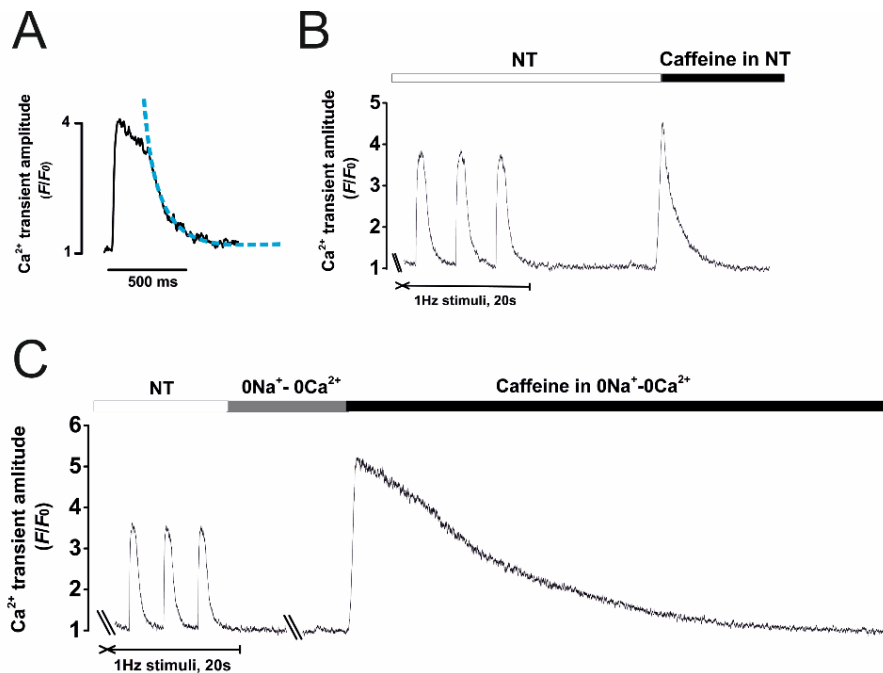 A
Ca²⁺ transient amplitude
(F/F₀)
4
1
500 ms
B
NT
Caffeine in NT
Ca²⁺ transient amlitude
(F/F₀)
5
4
3
2
1
1Hz stimuli, 20s
C
NT
0Na⁺- 0Ca²⁺
Caffeine in 0Na⁺-0Ca²⁺
Ca²⁺ transient amlitude
(F/F₀)
6
5
4
3
2
1
1Hz stimuli, 20s